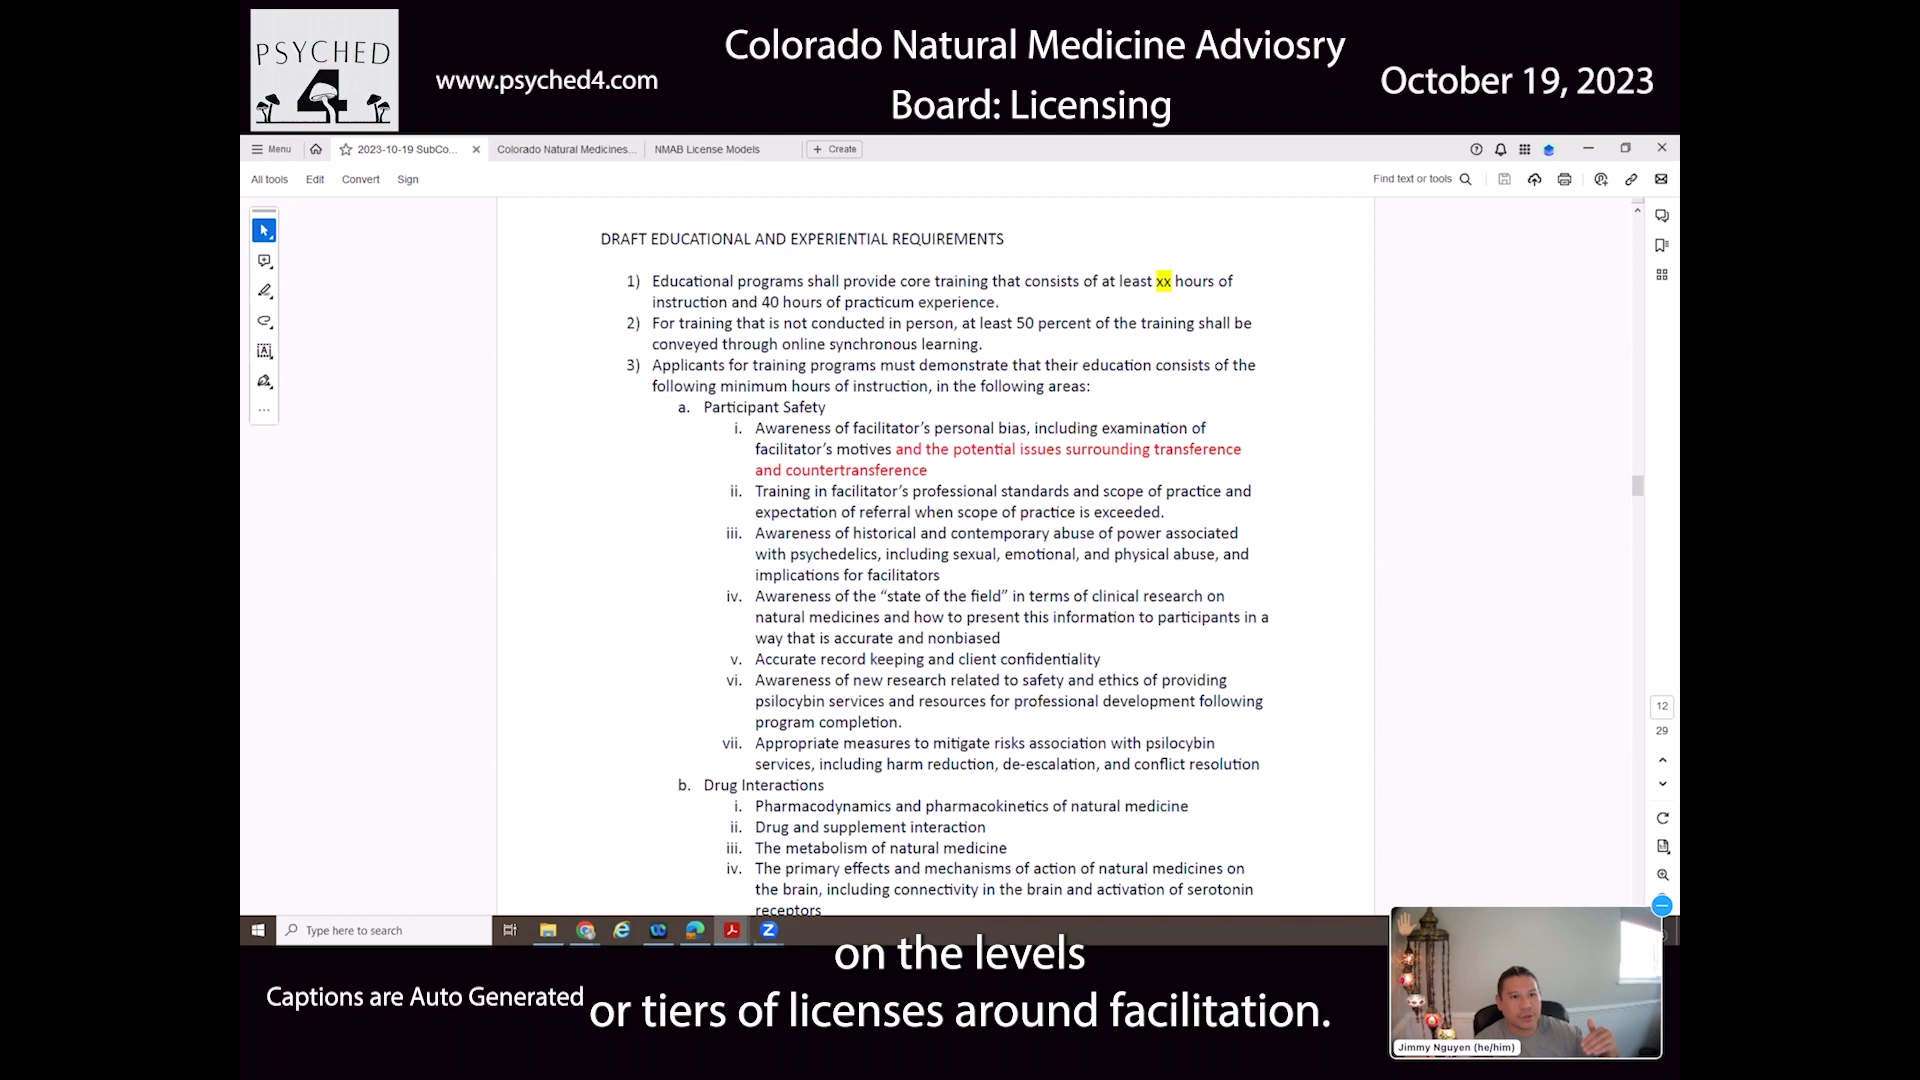 PSYCHED
4
www.psyched4.com
Colorado Natural Medicine Adviosry
Board: Licensing
October 19, 2023
Menu
2023-10-19 SubCo...
Colorado Natural Medicines...
NMAB License Models
Create
All tools
Edit
Convert
Sign
Find text or tools
DRAFT EDUCATIONAL AND EXPERIENTIAL REQUIREMENTS
1) Educational programs shall provide core training that consists of at least xx hours of
instruction and 40 hours of practicum experience.
2) For training that is not conducted in person, at least 50 percent of the training shall be
conveyed through online synchronous learning.
3) Applicants for training programs must demonstrate that their education consists of the
following minimum hours of instruction, in the following areas:
a. Participant Safety
i. Awareness of facilitator’s personal bias, including examination of
facilitator’s motives and the potential issues surrounding transference
and countertransference
ii. Training in facilitator’s professional standards and scope of practice and
expectation of referral when scope of practice is exceeded.
iii. Awareness of historical and contemporary abuse of power associated
with psychedelics, including sexual, emotional, and physical abuse, and
implications for facilitators
iv. Awareness of the “state of the field” in terms of clinical research on
natural medicines and how to present this information to participants in a
way that is accurate and nonbiased
v. Accurate record keeping and client confidentiality
vi. Awareness of new research related to safety and ethics of providing
psilocybin services and resources for professional development following
program completion.
vii. Appropriate measures to mitigate risks association with psilocybin
services, including harm reduction, de-escalation, and conflict resolution
b. Drug Interactions
i. Pharmacodynamics and pharmacokinetics of natural medicine
ii. Drug and supplement interaction
iii. The metabolism of natural medicine
iv. The primary effects and mechanisms of action of natural medicines on
the brain, including connectivity in the brain and activation of serotonin
receptors
12
29
Type here to search
on the levels
or tiers of licenses around facilitation.
Captions are Auto Generated
Jimmy Nguyen (he/him)